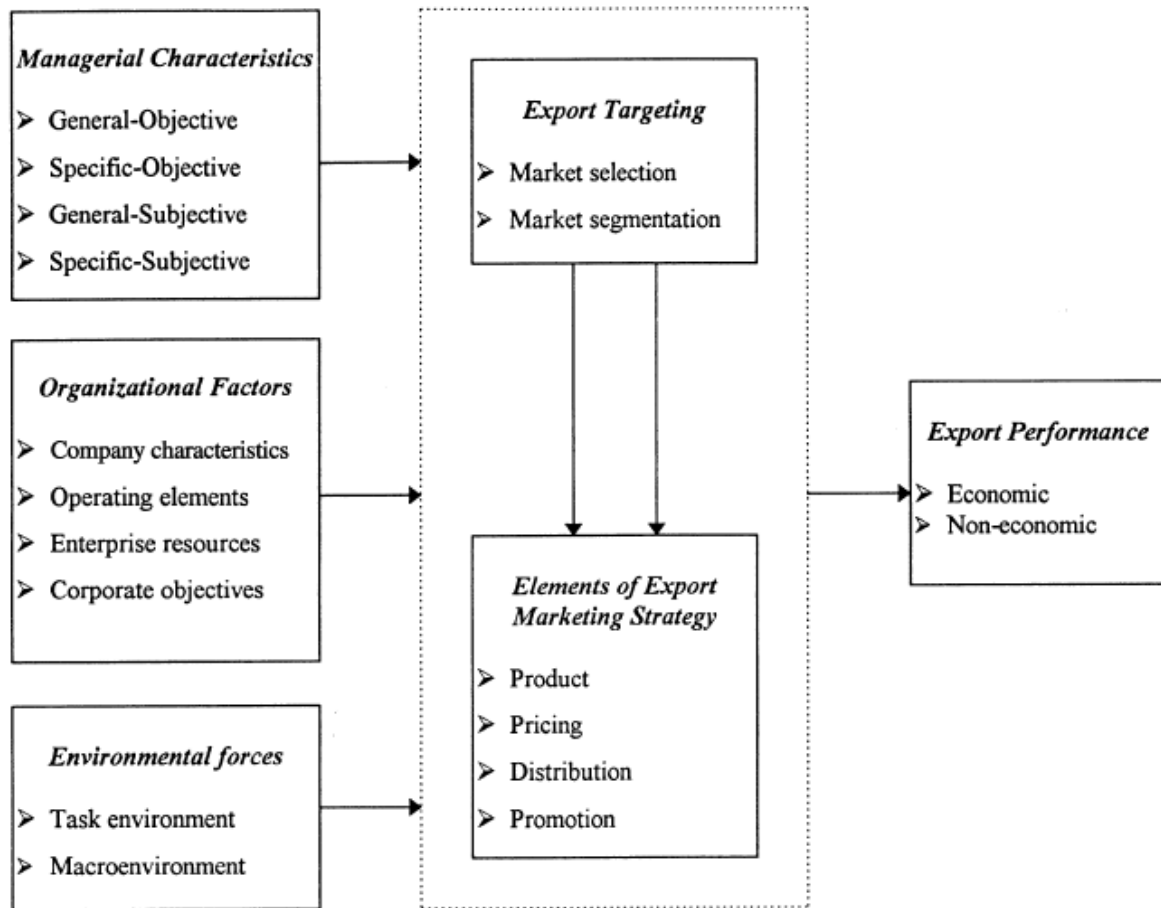 Managerial Characteristics
➤ General-Objective
➤ Specific-Objective
➤ General-Subjective
➤ Specific-Subjective
Organizational Factors
➤ Company characteristics
➤ Operating elements
➤ Enterprise resources
➤ Corporate objectives
Environmental forces
➤ Task environment
➤ Macroenvironment
Export Targeting
➤ Market selection
➤ Market segmentation
Elements of Export
Marketing Strategy
➤ Product
➤ Pricing
➤ Distribution
➤ Promotion
Export Performance
➤ Economic
➤ Non-economic